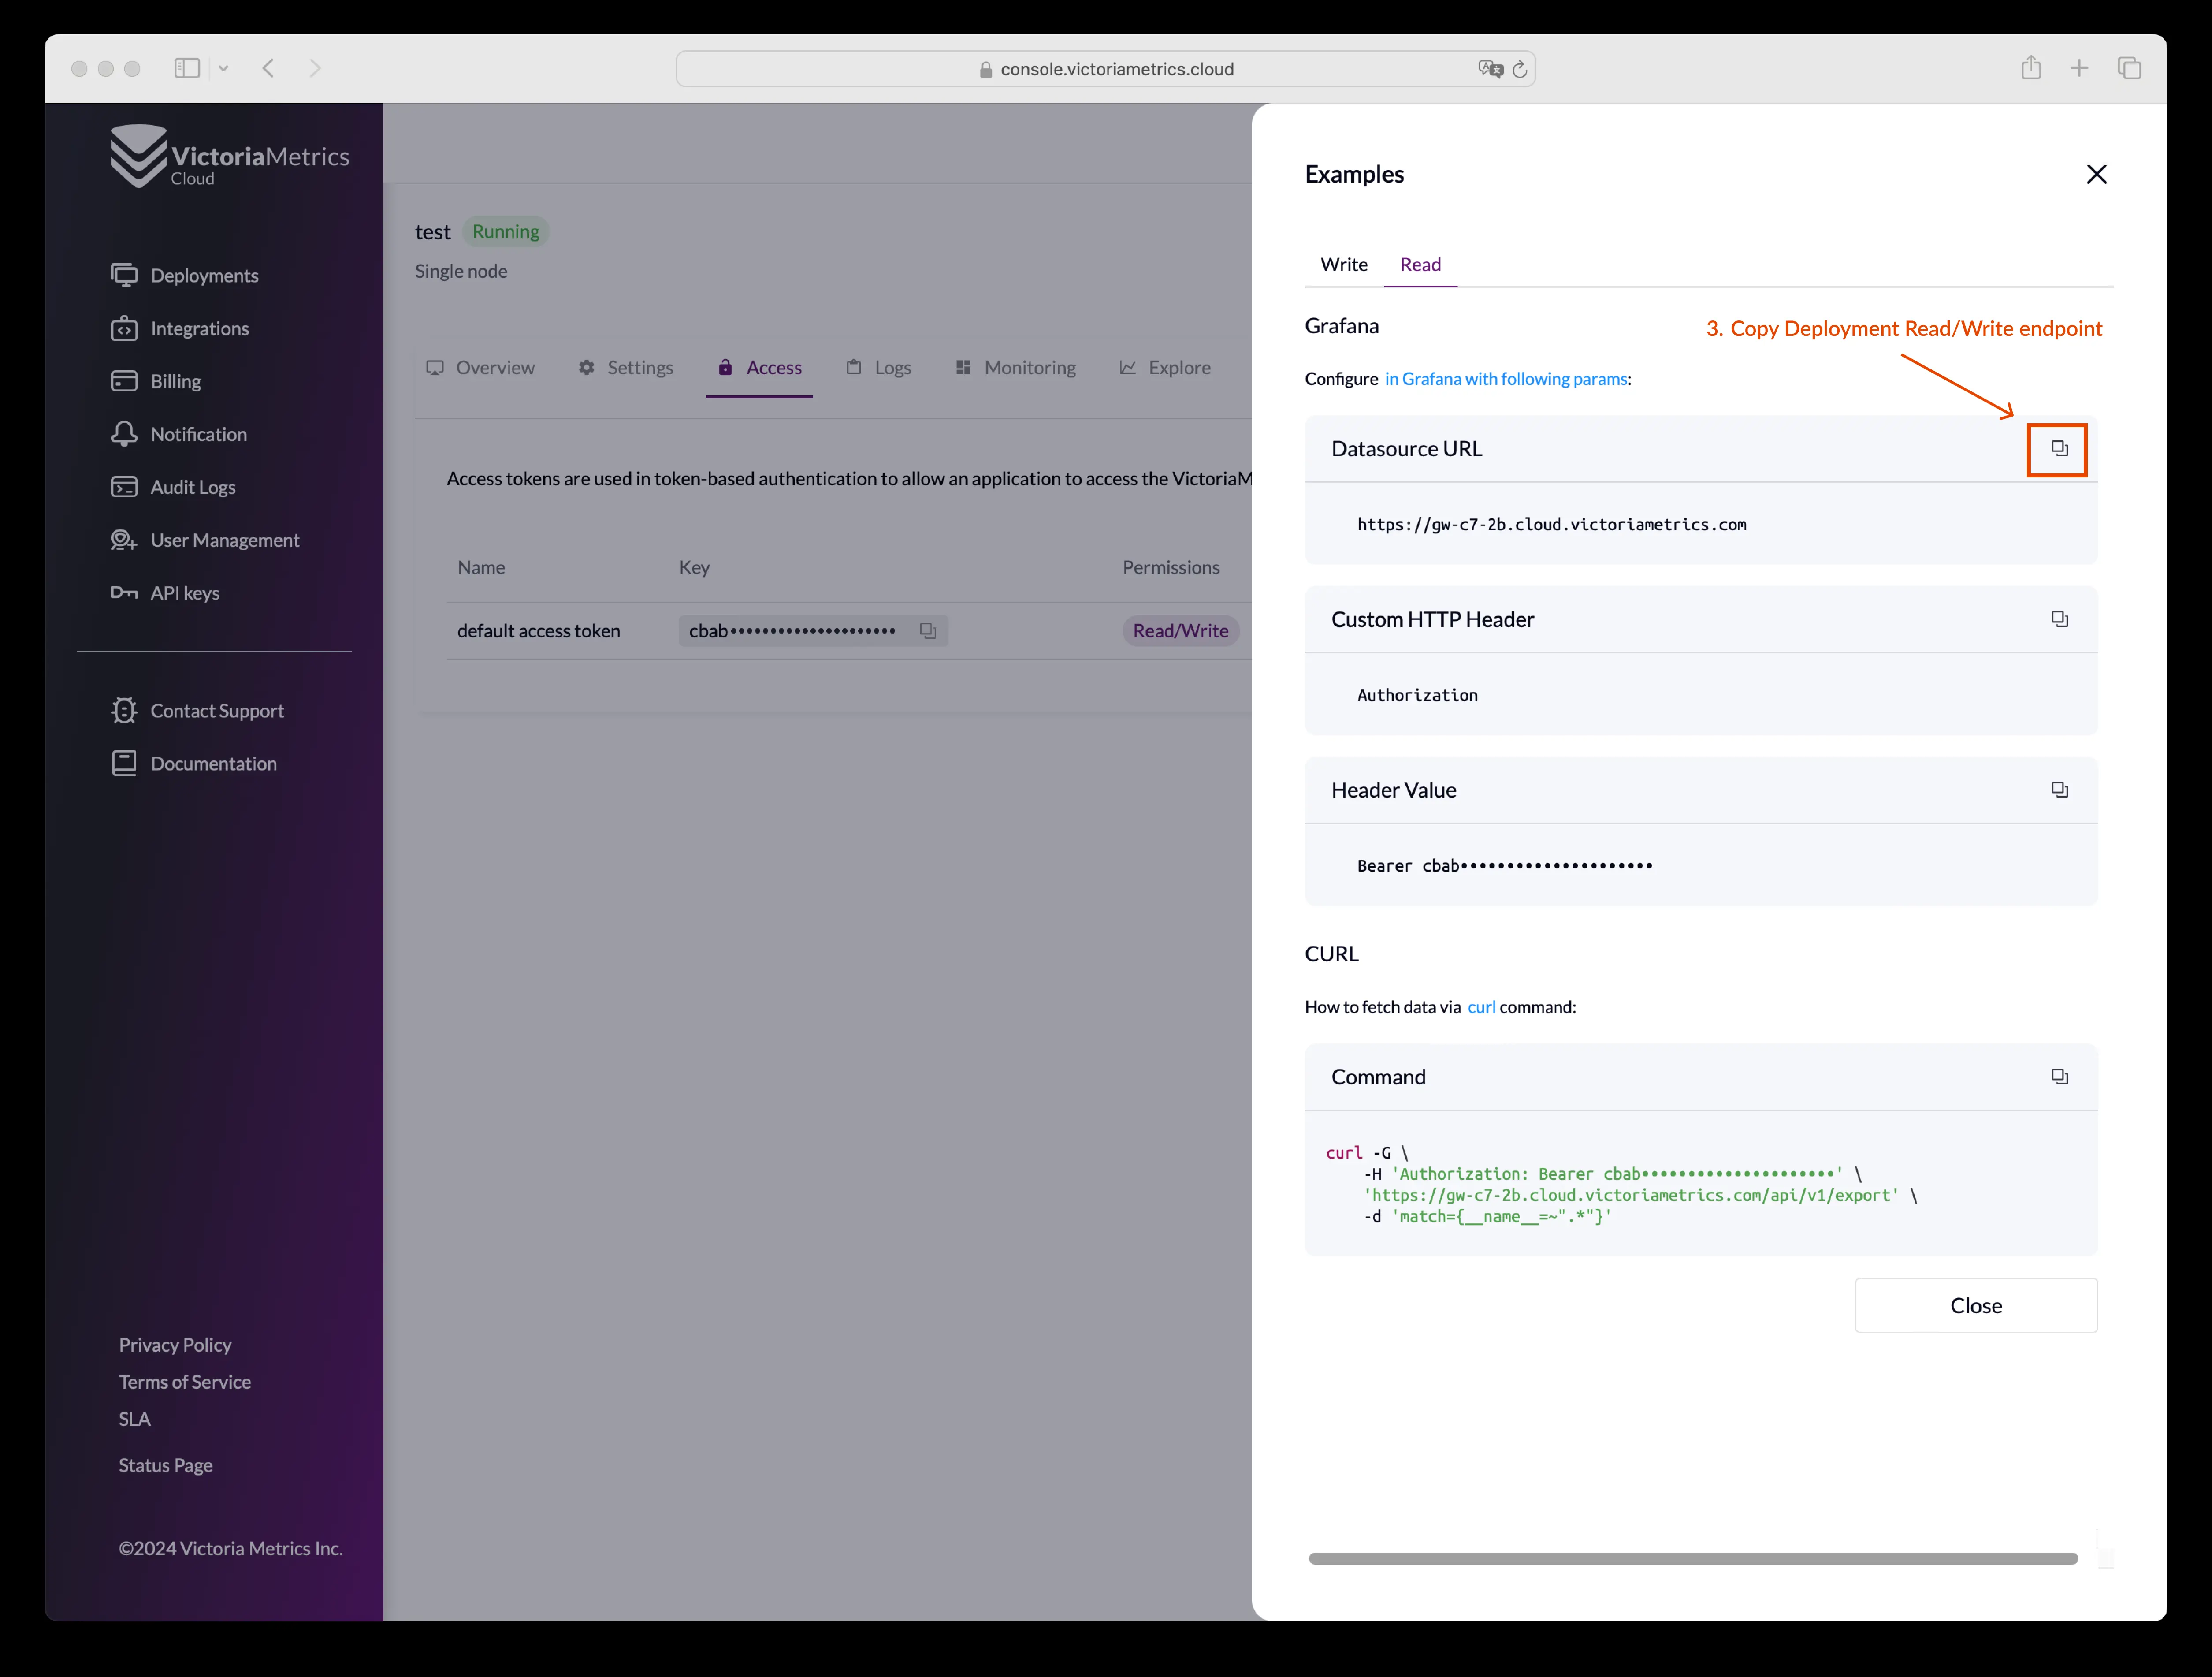 console.victoriametrics.cloud
VictoriaMetrics
Cloud
Deployments
Integrations
Billing
Notification
Audit Logs
User Management
API keys
Contact Support
Documentation
Privacy Policy
Terms of Service
SLA
Status Page
©2024 Victoria Metrics Inc.
test Running
Single node
Overview Settings Access Logs Monitoring Explore
Access tokens are used in token-based authentication to allow an application to access the VictoriaM
Name Key Permissions
default access token cbab••••••••••••••••••••• Read/Write
Examples
Write Read
Grafana
3. Copy Deployment Read/Write endpoint
Configure in Grafana with following params:
Datasource URL
https://gw-c7-2b.cloud.victoriametrics.com
Custom HTTP Header
Authorization
Header Value
Bearer cbab•••••••••••••••••••••
CURL
How to fetch data via curl command:
Command
curl -G \
-H 'Authorization: Bearer cbab•••••••••••••••••••••' \
'https://gw-c7-2b.cloud.victoriametrics.com/api/v1/export' \
-d 'match={__name__=~".*"}'
Close